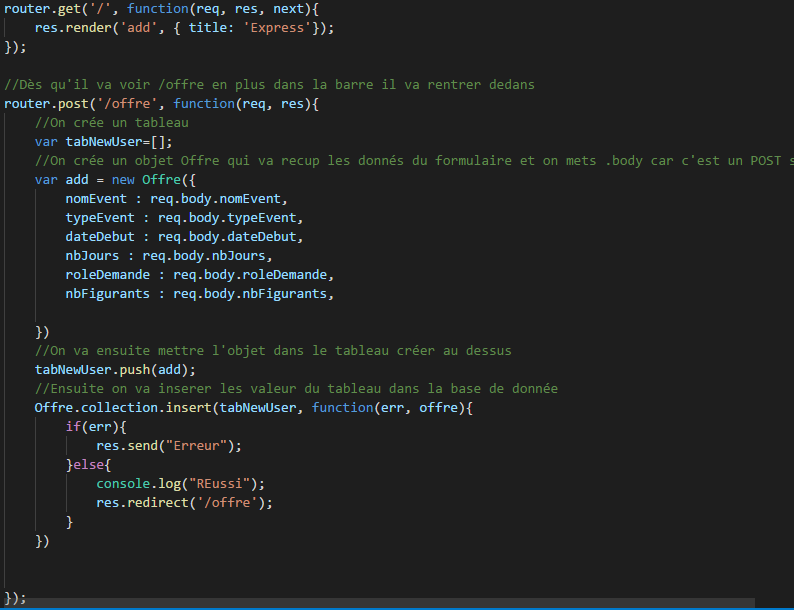 router.get('/', function(req, res, next){
    res.render('add', { title: 'Express'});
});

//Dès qu'il va voir /offre en plus dans la barre il va rentrer dedans
router.post('/offre', function(req, res){
    //On crée un tableau
    var tabNewUser=[];
    //On crée un objet Offre qui va recup les donnés du formulaire et on mets .body car c'est un POST s
    var add = new Offre({
        nomEvent : req.body.nomEvent,
        typeEvent : req.body.typeEvent,
        dateDebut : req.body.dateDebut,
        nbJours : req.body.nbJours,
        roleDemande : req.body.roleDemande,
        nbFigurants : req.body.nbFigurants,

    })
    //On va ensuite mettre l'objet dans le tableau créer au dessus
    tabNewUser.push(add);
    //Ensuite on va inserer les valeur du tableau dans la base de donnée
    Offre.collection.insert(tabNewUser, function(err, offre){
        if(err){
            res.send("Erreur");
        }else{
            console.log("REussi");
            res.redirect('/offre');
        }
    })


});